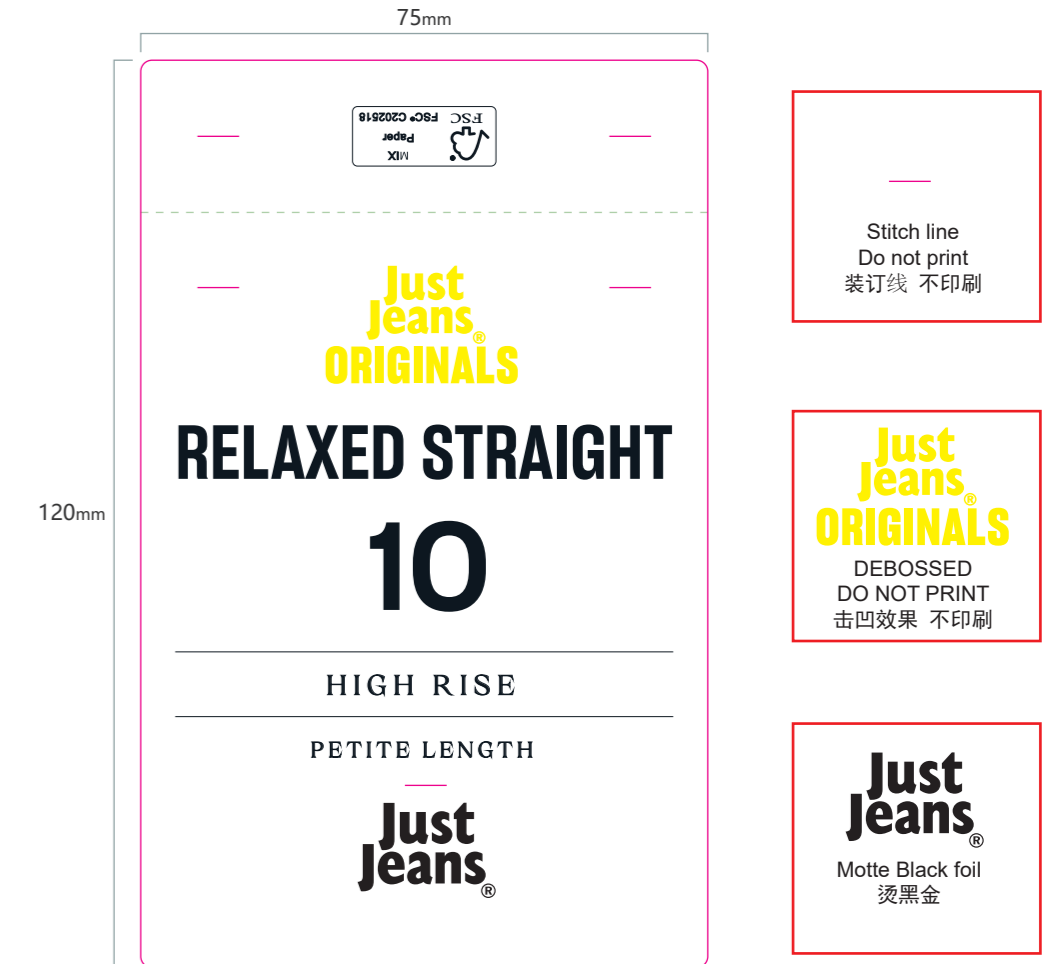 75mm
FSC® C202518
FSC
Paper
MIX
Just
Jeans®
ORIGINALS
RELAXED STRAIGHT
120mm
10
HIGH RISE
PETITE LENGTH
Just
Jeans®
Stitch line
Do not print
装订线 不印刷
Just
Jeans®
ORIGINALS
DEBOSSED
DO NOT PRINT
击凹效果 不印刷
Just
Jeans®
Motte Black foil
烫黑金